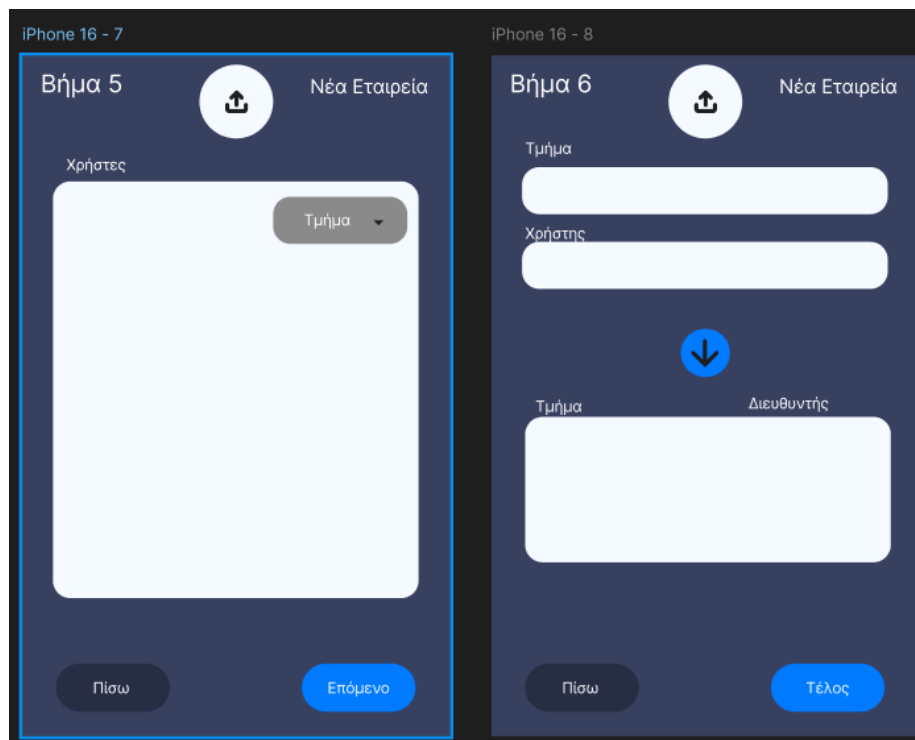 iPhone 16 - 7
Βήμα 5
Νέα Εταιρεία
Χρήστες
Τμήμα
Πίσω
Επόμενο
iPhone 16 - 8
Βήμα 6
Νέα Εταιρεία
Τμήμα
Χρήστης
Τμήμα
Διευθυντής
Πίσω
Τέλος